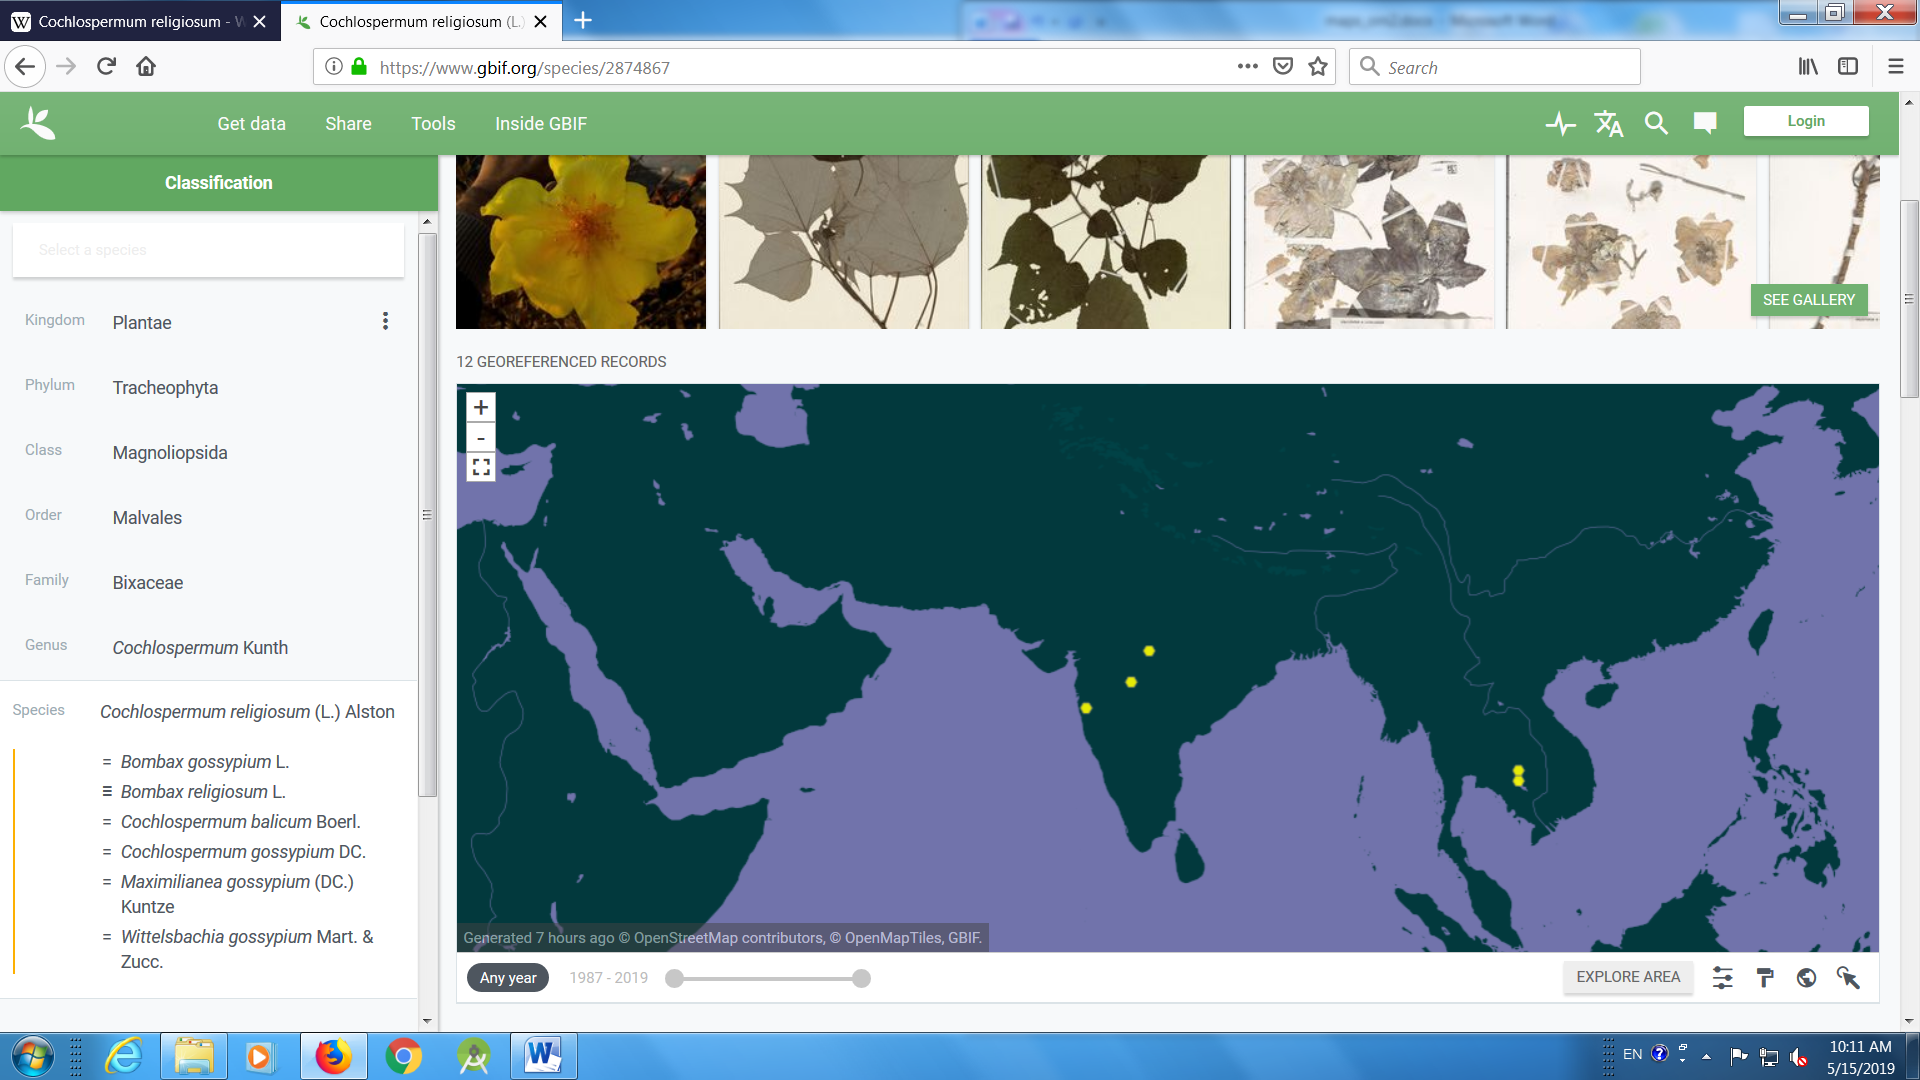 Cochlospermum religiosum - W
Cochlospermum religiosum (L.)
https://www.gbif.org/species/2874867
Search
Get data
Share
Tools
Inside GBIF
Login
Classification
Select a species
Kingdom Plantae
Phylum Tracheophyta
Class Magnoliopsida
Order Malvales
Family Bixaceae
Genus Cochlospermum Kunth
Species Cochlospermum religiosum (L.) Alston
= Bombax gossypium L.
≡ Bombax religiosum L.
= Cochlospermum balicum Boerl.
= Cochlospermum gossypium DC.
= Maximilianea gossypium (DC.)
Kuntze
= Wittelsbachia gossypium Mart. &
Zucc.
SEE GALLERY
12 GEOREFERENCED RECORDS
+
-
Generated 7 hours ago © OpenStreetMap contributors, © OpenMapTiles, GBIF.
Any year
1987 - 2019
EXPLORE AREA
EN
10:11 AM
5/15/2019